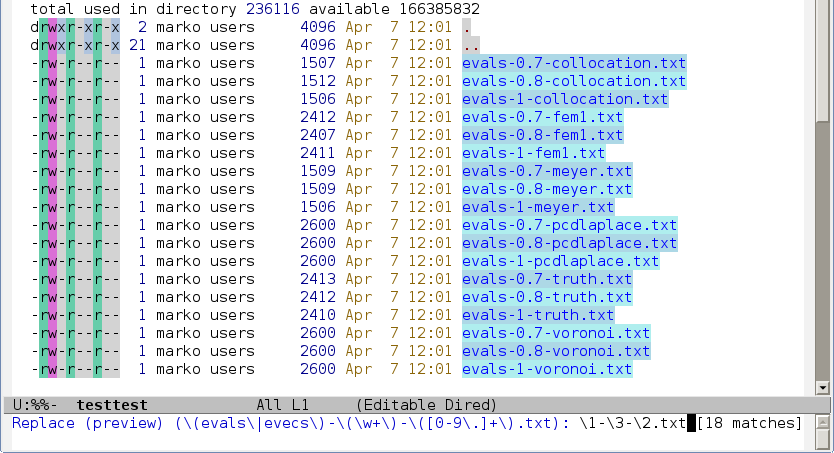 total used in directory 236116 available 166385832
drwxr-xr-x  2 marko users     4096 Apr  7 12:01 .
drwxr-xr-x 21 marko users     4096 Apr  7 12:01 ..
-rw-r--r--  1 marko users     1507 Apr  7 12:01 evals-0.7-collocation.txt
-rw-r--r--  1 marko users     1512 Apr  7 12:01 evals-0.8-collocation.txt
-rw-r--r--  1 marko users     1506 Apr  7 12:01 evals-1-collocation.txt
-rw-r--r--  1 marko users     2412 Apr  7 12:01 evals-0.7-fem1.txt
-rw-r--r--  1 marko users     2407 Apr  7 12:01 evals-0.8-fem1.txt
-rw-r--r--  1 marko users     2411 Apr  7 12:01 evals-1-fem1.txt
-rw-r--r--  1 marko users     1509 Apr  7 12:01 evals-0.7-meyer.txt
-rw-r--r--  1 marko users     1509 Apr  7 12:01 evals-0.8-meyer.txt
-rw-r--r--  1 marko users     1506 Apr  7 12:01 evals-1-meyer.txt
-rw-r--r--  1 marko users     2600 Apr  7 12:01 evals-0.7-pcdlaplace.txt
-rw-r--r--  1 marko users     2600 Apr  7 12:01 evals-0.8-pcdlaplace.txt
-rw-r--r--  1 marko users     2600 Apr  7 12:01 evals-1-pcdlaplace.txt
-rw-r--r--  1 marko users     2413 Apr  7 12:01 evals-0.7-truth.txt
-rw-r--r--  1 marko users     2412 Apr  7 12:01 evals-0.8-truth.txt
-rw-r--r--  1 marko users     2410 Apr  7 12:01 evals-1-truth.txt
-rw-r--r--  1 marko users     2600 Apr  7 12:01 evals-0.7-voronoi.txt
-rw-r--r--  1 marko users     2600 Apr  7 12:01 evals-0.8-voronoi.txt
-rw-r--r--  1 marko users     2600 Apr  7 12:01 evals-1-voronoi.txt
U:%%-  testtest            All L1     (Editable Dired)
Replace (preview) (\(evals\|evecs\)-\(\w+\)-\([0-9\.]+\).txt): \1-\3-\2.txt [18 matches]